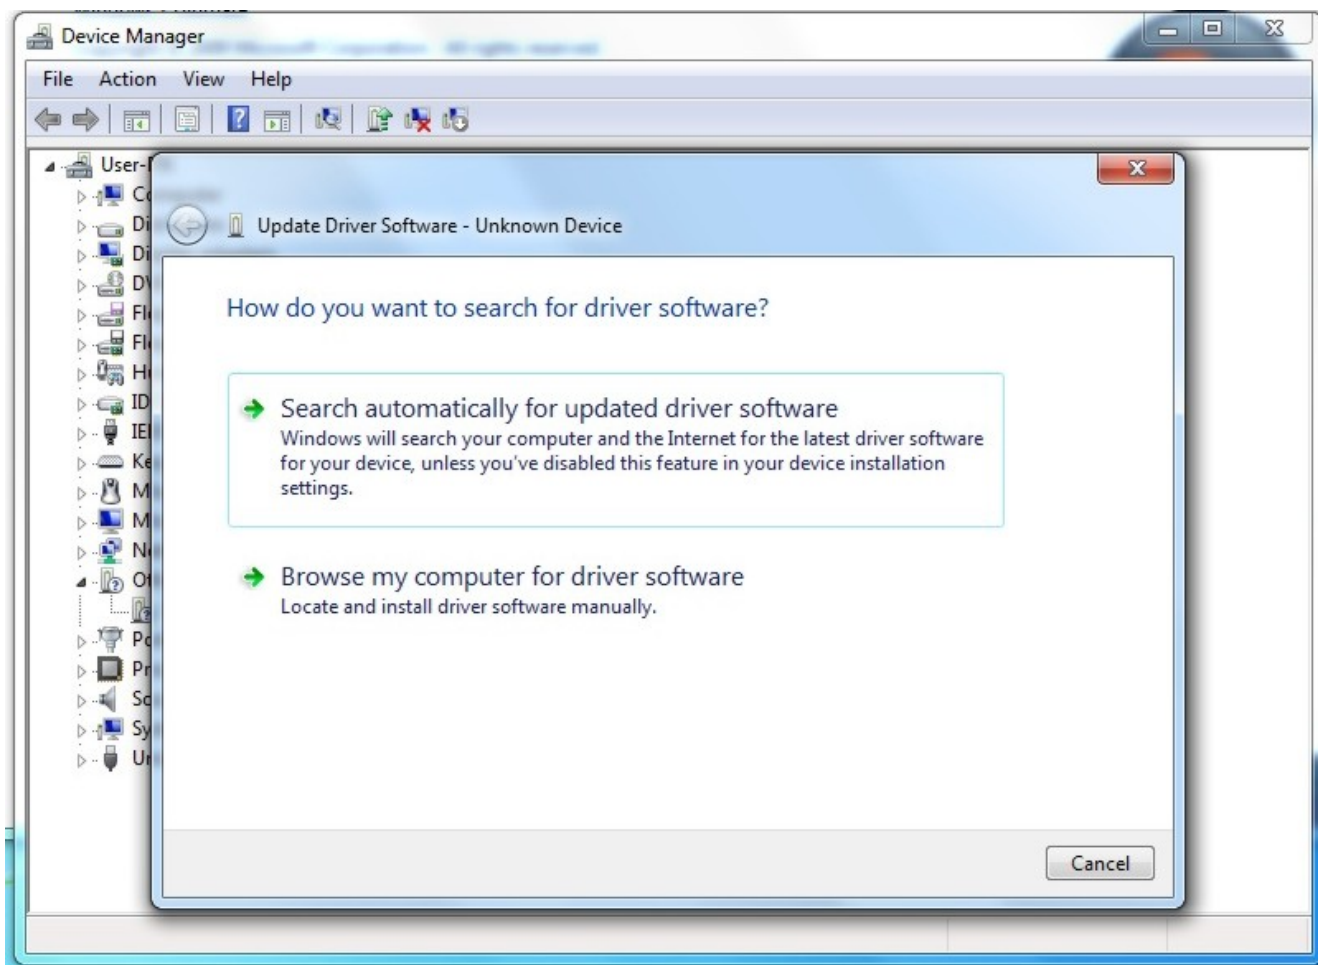 Device Manager
File Action View Help
User-
Update Driver Software - Unknown Device
How do you want to search for driver software?
Search automatically for updated driver software
Windows will search your computer and the Internet for the latest driver software
for your device, unless you've disabled this feature in your device installation
settings.
Browse my computer for driver software
Locate and install driver software manually.
Cancel